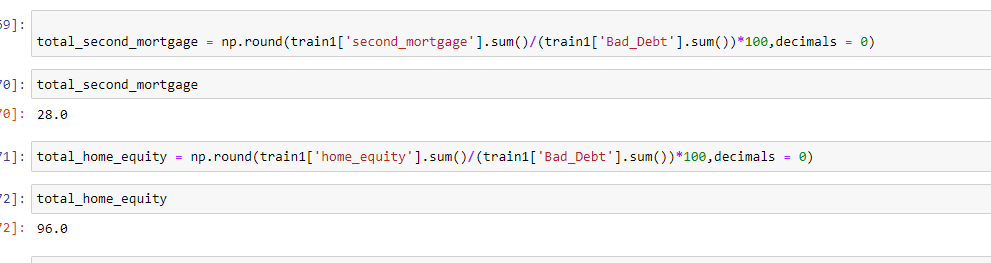 69]:
total_second_mortgage = np.round(train1['second_mortgage'].sum()/(train1['Bad_Debt'].sum())*100,decimals = 0)
70]: total_second_mortgage
70]: 28.0
71]: total_home_equity = np.round(train1['home_equity'].sum()/(train1['Bad_Debt'].sum())*100,decimals = 0)
72]: total_home_equity
72]: 96.0